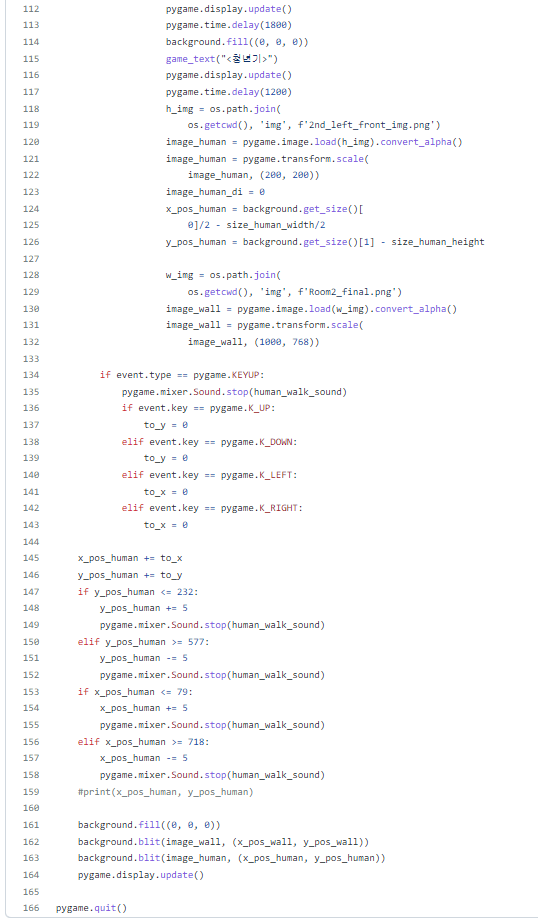 112 pygame.display.update()
113 pygame.time.delay(1800)
114 background.fill((0, 0, 0))
115 game_text("<청년기>")
116 pygame.display.update()
117 pygame.time.delay(1200)
118 h_img = os.path.join(
119 os.getcwd(), 'img', f'2nd_left_front_img.png')
120 image_human = pygame.image.load(h_img).convert_alpha()
121 image_human = pygame.transform.scale(
122 image_human, (200, 200))
123 image_human_di = 0
124 x_pos_human = background.get_size()[
125 0]/2 - size_human_width/2
126 y_pos_human = background.get_size()[1] - size_human_height
127
128 w_img = os.path.join(
129 os.getcwd(), 'img', f'Room2_final.png')
130 image_wall = pygame.image.load(w_img).convert_alpha()
131 image_wall = pygame.transform.scale(
132 image_wall, (1000, 768))
133
134 if event.type == pygame.KEYUP:
135 pygame.mixer.Sound.stop(human_walk_sound)
136 if event.key == pygame.K_UP:
137 to_y = 0
138 elif event.key == pygame.K_DOWN:
139 to_y = 0
140 elif event.key == pygame.K_LEFT:
141 to_x = 0
142 elif event.key == pygame.K_RIGHT:
143 to_x = 0
144
145 x_pos_human += to_x
146 y_pos_human += to_y
147 if y_pos_human <= 232:
148 y_pos_human += 5
149 pygame.mixer.Sound.stop(human_walk_sound)
150 elif y_pos_human >= 577:
151 y_pos_human -= 5
152 pygame.mixer.Sound.stop(human_walk_sound)
153 if x_pos_human <= 79:
154 x_pos_human += 5
155 pygame.mixer.Sound.stop(human_walk_sound)
156 elif x_pos_human >= 718:
157 x_pos_human -= 5
158 pygame.mixer.Sound.stop(human_walk_sound)
159 #print(x_pos_human, y_pos_human)
160
161 background.fill((0, 0, 0))
162 background.blit(image_wall, (x_pos_wall, y_pos_wall))
163 background.blit(image_human, (x_pos_human, y_pos_human))
164 pygame.display.update()
165
166 pygame.quit()